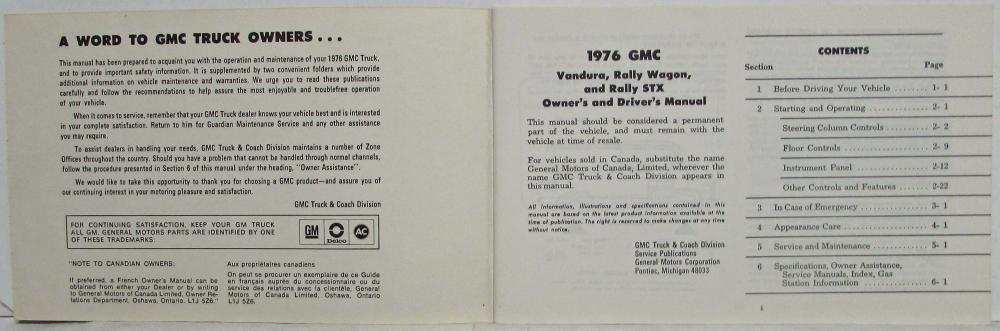 A WORD TO GMC TRUCK OWNERS . . .
This manual has been prepared to acquaint you with the operation and maintenance of your 1976 GMC Truck,
and to provide important safety information. It is supplemented by two convenient folders which provide
additional information on vehicle maintenance and warranties. We urge you to read these publications
carefully and follow the recommendations to help assure the most enjoyable and troublefree operation
of your vehicle.
When it comes to service, remember that your GMC Truck dealer knows your vehicle best and is interested
in your complete satisfaction. Return to him for Guardian Maintenance Service and any other assistance
you may require.
To assist dealers in handling your needs, GMC Truck & Coach Division maintains a number of Zone
Offices throughout the country. Should you have a problem that cannot be handled through normal channels,
follow the procedure presented in Section 6 of this manual under the heading, "Owner Assistance".
We would like to take this opportunity to thank you for choosing a GMC product—and assure you of
our continuing interest in your motoring pleasure and satisfaction.
GMC Truck & Coach Division
FOR CONTINUING SATISFACTION, KEEP YOUR GM TRUCK
ALL GM. GENERAL MOTORS PARTS ARE IDENTIFIED BY ONE
OF THESE TRADEMARKS:
GM
Delco
AC
"NOTE TO CANADIAN OWNERS:
If preferred, a French Owner's Manual can be
obtained from either your Dealer or by writing
to General Motors of Canada Limited, Owner Re-
lations Department, Oshawa, Ontario. L1J 5Z6."
Aux propriétaires canadiens
On peut se procurer un exemplaire de ce Guide
en français auprès du concessionnaire ou du
service des relations avec la clientèle, General
Motors of Canada Limited, Oshawa, Ontario
L1J 5Z6.
1976 GMC
Vandura, Rally Wagon,
and Rally STX
Owner's and Driver's Manual
This manual should be considered a permanent
part of the vehicle, and must remain with the
vehicle at time of resale.
For vehicles sold in Canada, substitute the name
General Motors of Canada, Limited, wherever the
name GMC Truck & Coach Division appears in
this manual.
All information, illustrations and specifications contained in this
manual are based on the latest product information available at the
time of publication. The right is reserved to make changes at any time
without notice.
GMC Truck & Coach Division
Service Publications
General Motors Corporation
Pontiac, Michigan 48033
CONTENTS
Section Page
1 Before Driving Your Vehicle ........ 1- 1
2 Starting and Operating ............. 2- 1
Steering Column Controls .......... 2- 2
Floor Controls .................... 2- 9
Instrument Panel .................. 2-12
Other Controls and Features ....... 2-22
3 In Case of Emergency ............... 3- 1
4 Appearance Care .................... 4- 1
5 Service and Maintenance ............ 5- 1
6 Specifications, Owner Assistance,
Service Manuals, Index, Gas
Station Information ................ 6- 1